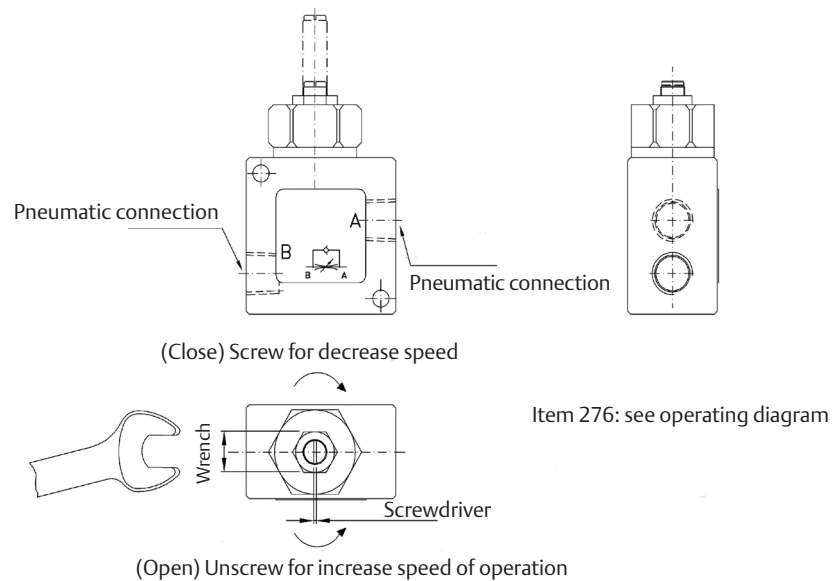 Pneumatic connection
A
B
B A
Pneumatic connection
(Close) Screw for decrease speed
Item 276: see operating diagram
Wrench
Screwdriver
(Open) Unscrew for increase speed of operation